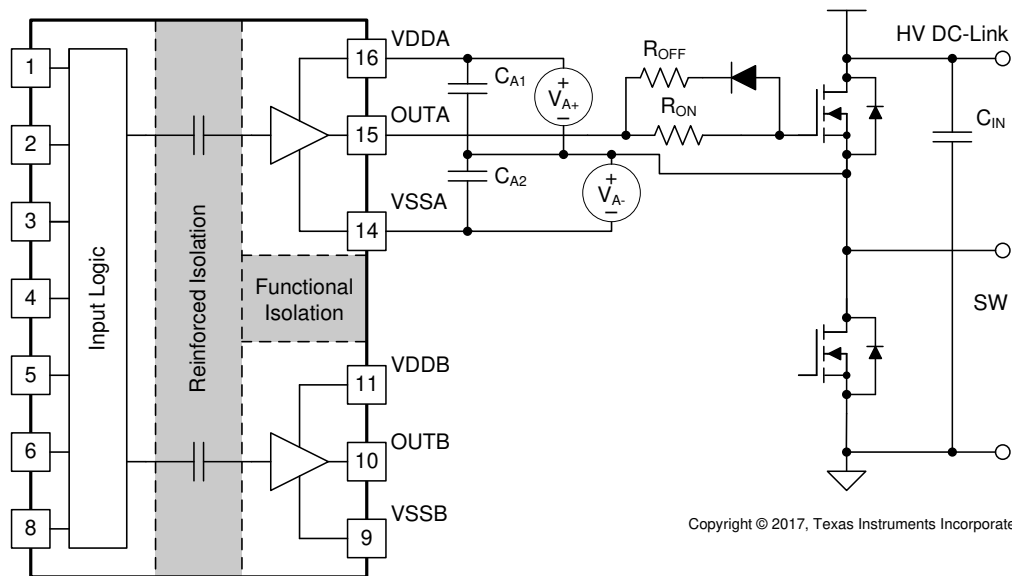 1
2
3
4
5
6
8
Input Logic
Reinforced Isolation
Functional
Isolation
16
VDDA
15
OUTA
14
VSSA
11
VDDB
10
OUTB
9
VSSB
CA1
CA2
+
VA+
–
+
VA-
–
ROFF
RON
HV DC-Link
CIN
SW
Copyright © 2017, Texas Instruments Incorporate